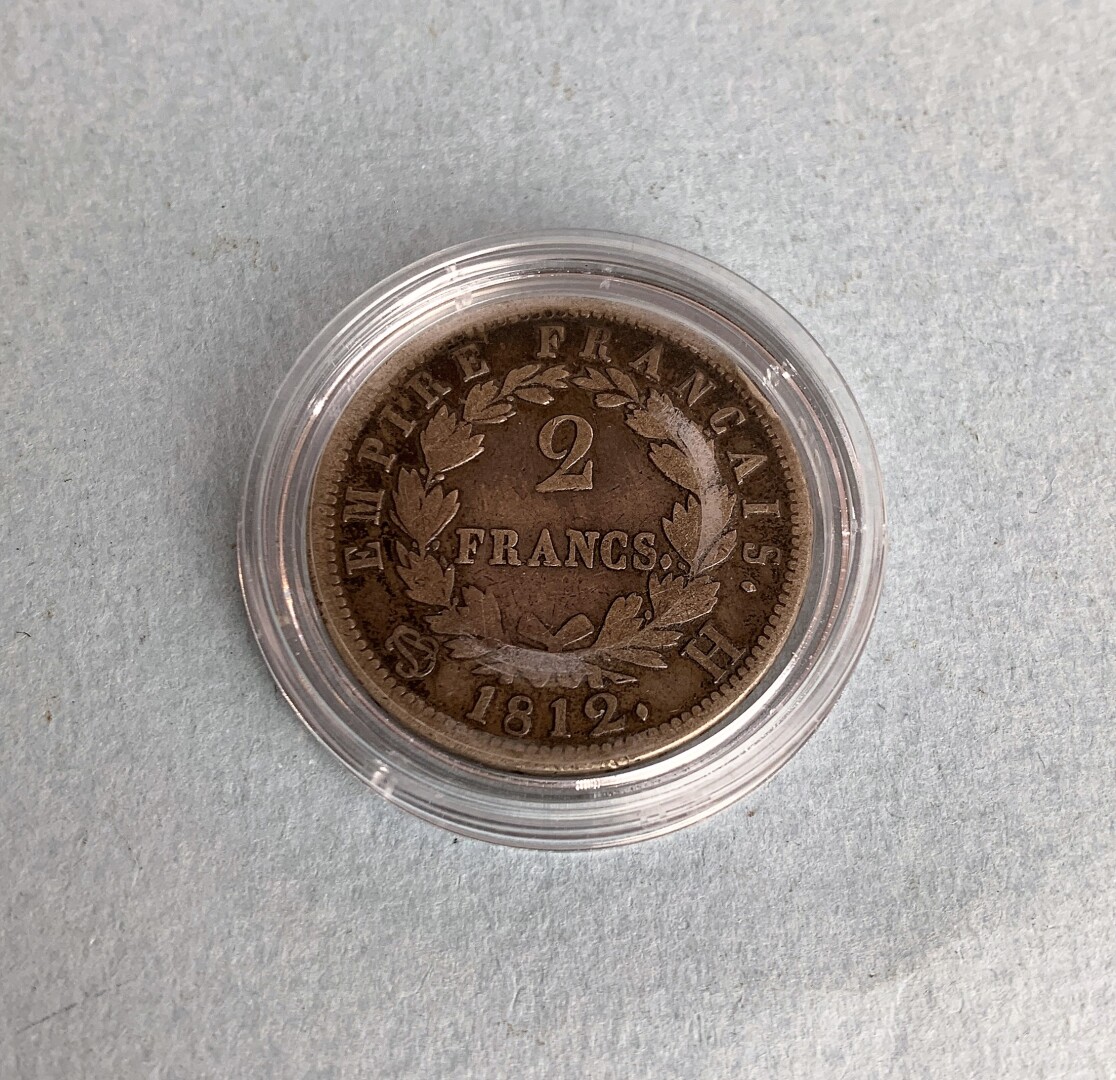 EMPIRE FRANCAIS.
2
FRANCS.
1812.
H